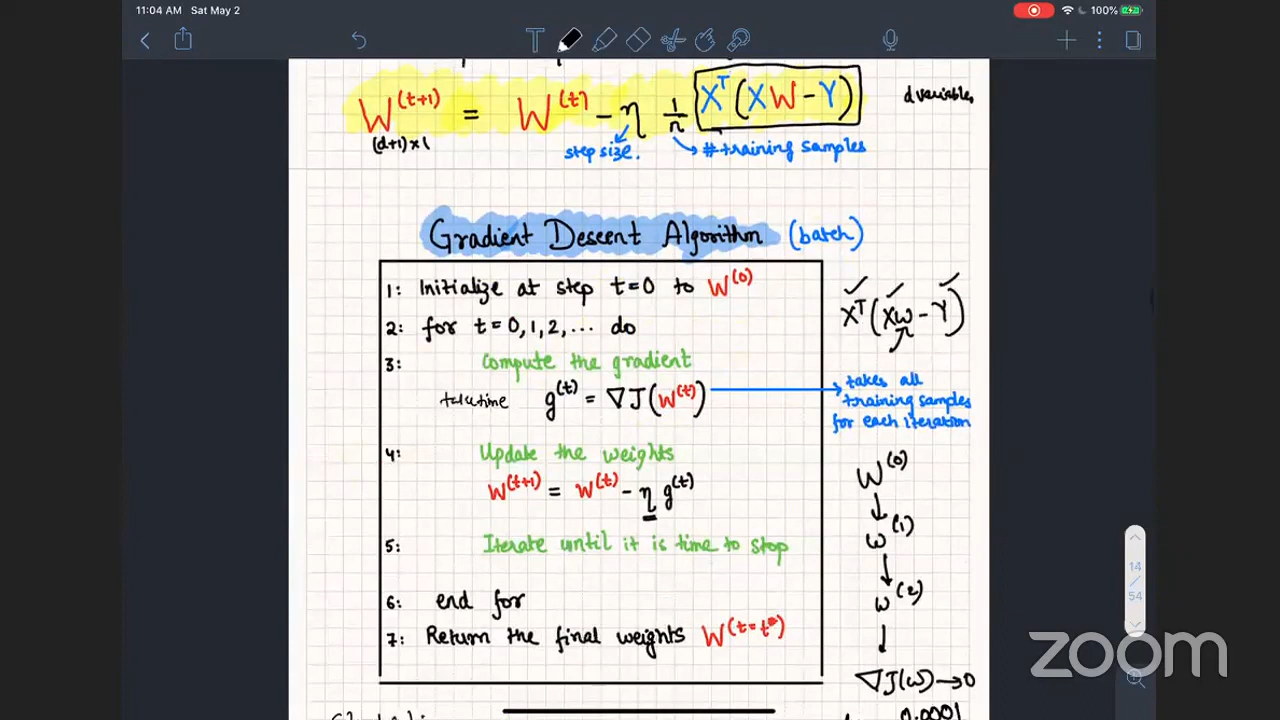 11:04 AM Sat May 2
100%
W^(t+1) = W^(t) - η 1/n X^T(XW - Y)
d variables
(d+1)×1
step size.
# training samples
Gradient Descent Algorithm (batch)
1: Initialize at step t=0 to W^(0)
2: for t = 0, 1, 2, ... do
3: Compute the gradient
g^(t) = ∇J(W^(t))
4: Update the weights
W^(t+1) = W^(t) - η g^(t)
5: Iterate until it is time to stop
6: end for
7: Return the final weights W^(t=t*)
X^T(XW - Y)
takes all
training samples
for each iteration
W^(0)
W^(1)
W^(2)
∇J(W) → 0
0.0001
14
/
54
zoom